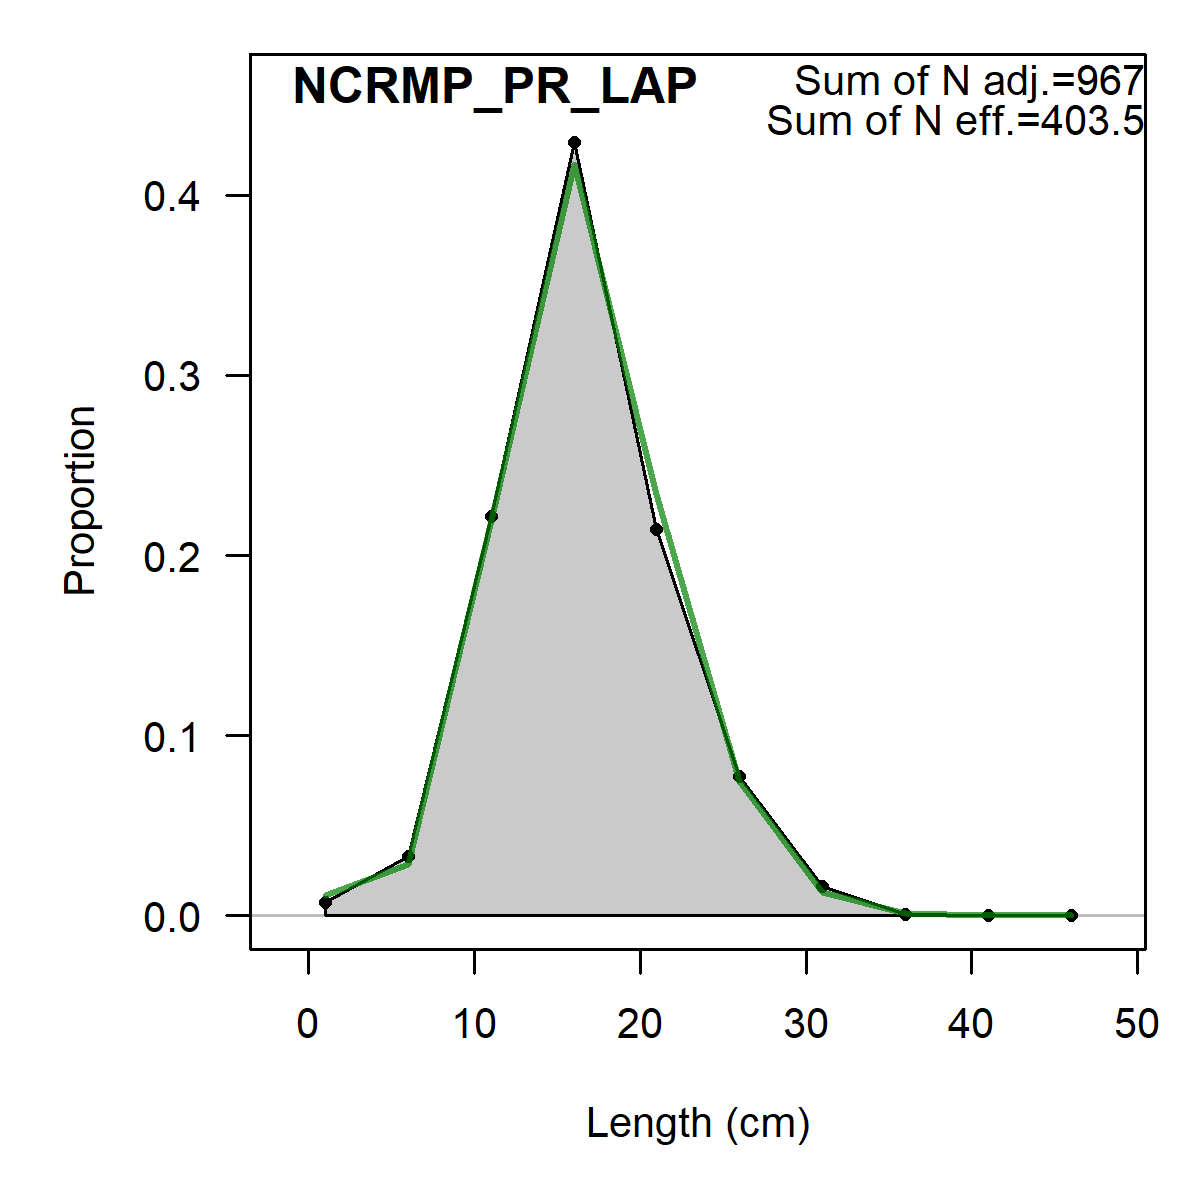 NCRMP_PR_LAP
Sum of N adj.=967
Sum of N eff.=403.5
Proportion
0.4
0.3
0.2
0.1
0.0
0 10 20 30 40 50
Length (cm)